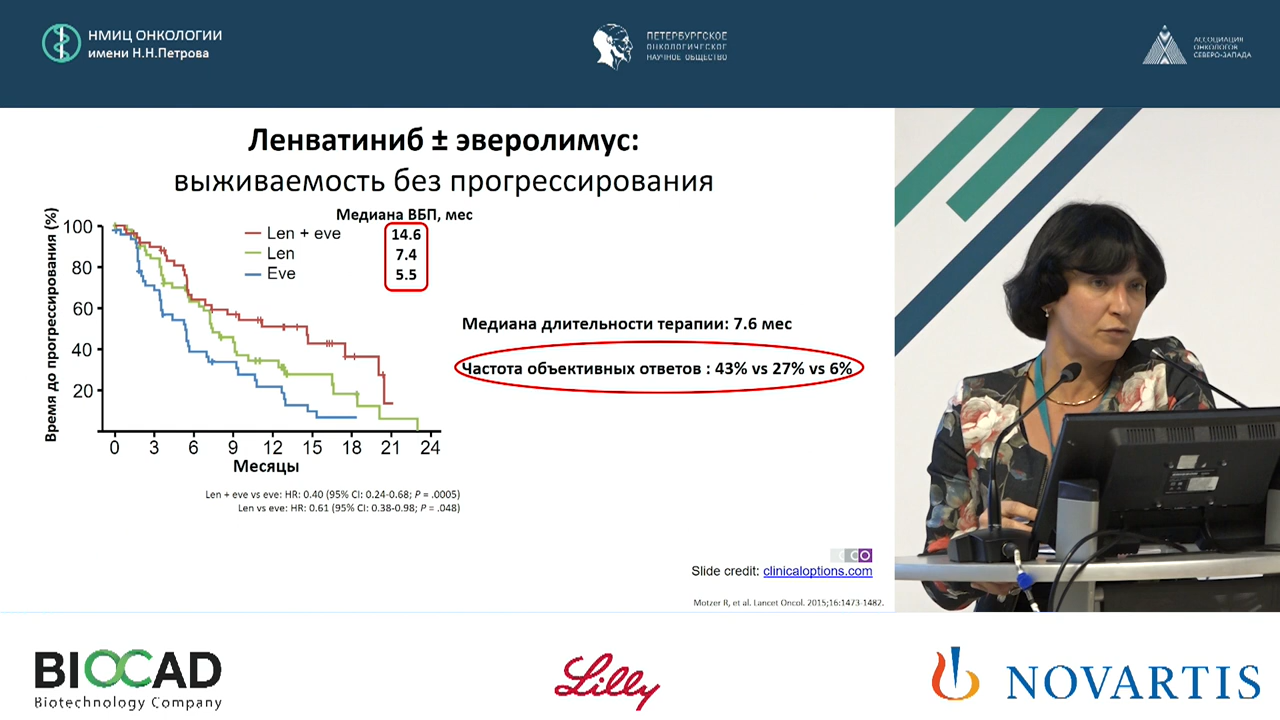 НМИЦ ОНКОЛОГИИ
имени Н.Н.Петрова
ПЕТЕРБУРГСКОЕ
ОНКОЛОГИЧЕСКОЕ
НАУЧНОЕ ОБЩЕСТВО
АССОЦИАЦИЯ
ОНКОЛОГОВ
СЕВЕРО-ЗАПАДА
Ленватиниб ± эверолимус:
выживаемость без прогрессирования
Медиана ВБП, мес
Len + eve 14.6
Len 7.4
Eve 5.5
Время до прогрессирования (%)
100
80
60
40
20
0 3 6 9 12 15 18 21 24
Месяцы
Медиана длительности терапии: 7.6 мес
Частота объективных ответов : 43% vs 27% vs 6%
Len + eve vs eve: HR: 0.40 (95% CI: 0.24-0.68; P = .0005)
Len vs eve: HR: 0.61 (95% CI: 0.38-0.98; P = .048)
CCO
Slide credit: clinicaloptions.com
Motzer R, et al. Lancet Oncol. 2015;16:1473-1482.
BIOCAD
Biotechnology Company
Lilly
NOVARTIS